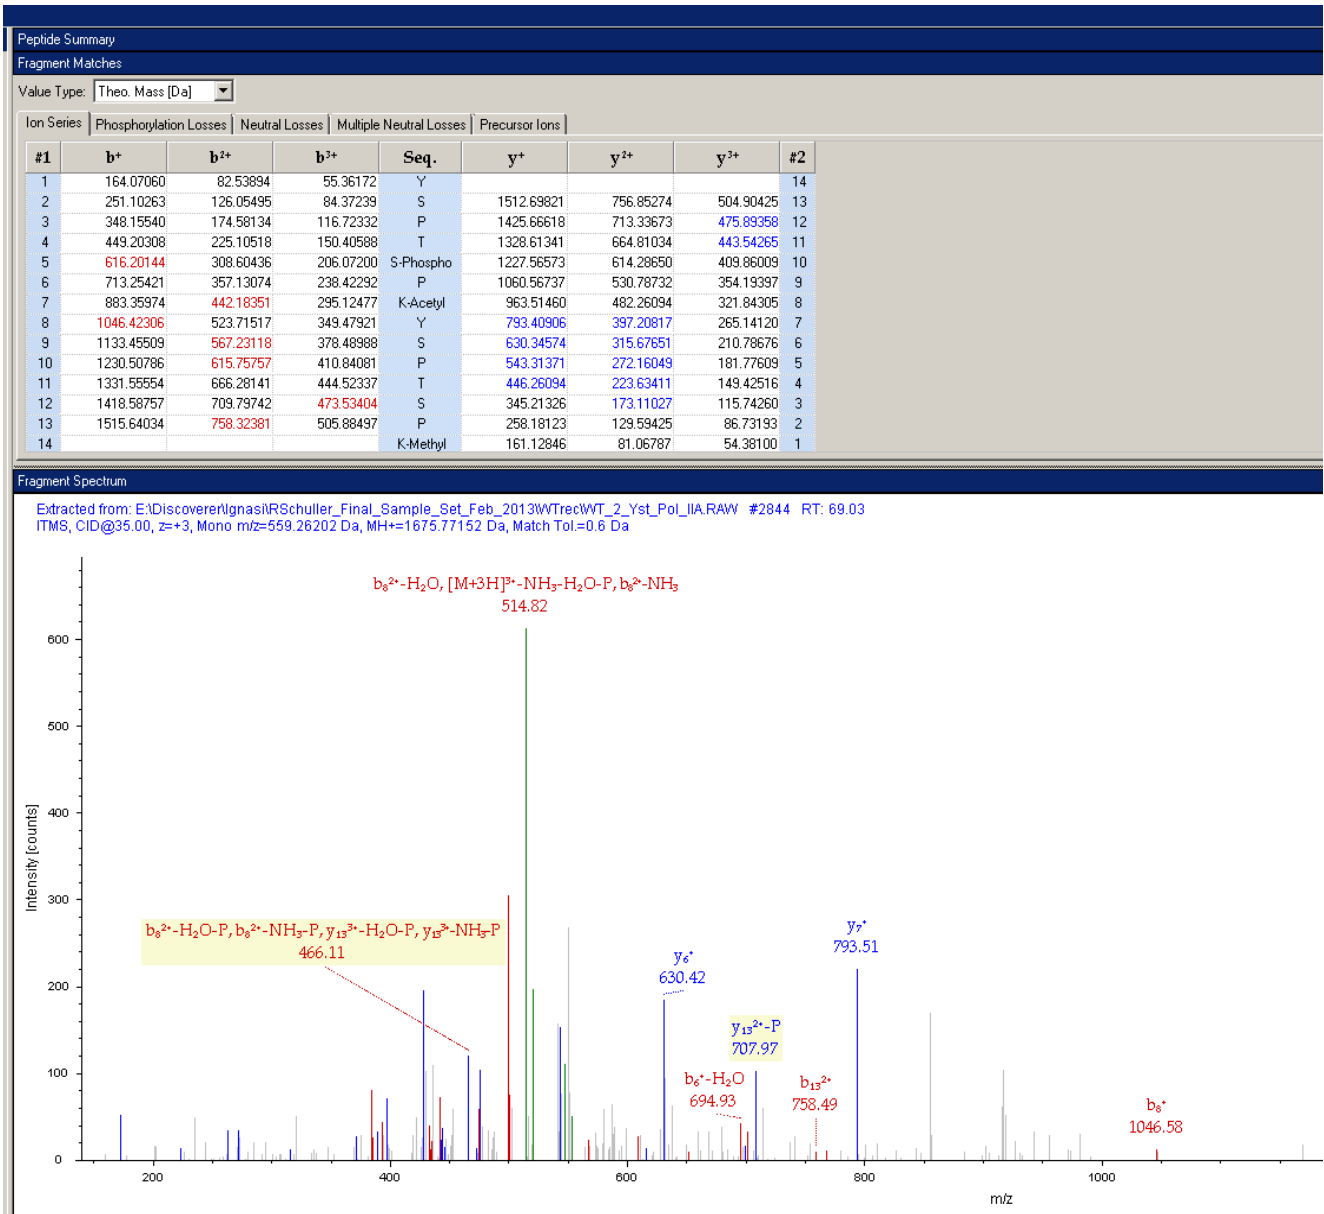 Peptide Summary
Fragment Matches
Value Type: Theo. Mass [Da]
Ion Series Phosphorylation Losses Neutral Losses Multiple Neutral Losses Precursor Ions
#1 b⁺ b²⁺ b³⁺ Seq. y⁺ y²⁺ y³⁺ #2
1 164.07060 82.53894 55.36172 Y 14
2 251.10263 126.05495 84.37239 S 1512.69821 756.85274 504.90425 13
3 348.15540 174.58134 116.72332 P 1425.66618 713.33673 475.89358 12
4 449.20308 225.10518 150.40588 T 1328.61341 664.81034 443.54265 11
5 616.20144 308.60436 206.07200 S-Phospho 1227.56573 614.28650 409.86009 10
6 713.25421 357.13074 238.42292 P 1060.56737 530.78732 354.19397 9
7 883.35974 442.18351 295.12477 K-Acetyl 963.51460 482.26094 321.84305 8
8 1046.42306 523.71517 349.47921 Y 793.40906 397.20817 265.14120 7
9 1133.45509 567.23118 378.48988 S 630.34574 315.67651 210.78676 6
10 1230.50786 615.75757 410.84081 P 543.31371 272.16049 181.77609 5
11 1331.55554 666.28141 444.52337 T 446.26094 223.63411 149.42516 4
12 1418.58757 709.79742 473.53404 S 345.21326 173.11027 115.74260 3
13 1515.64034 758.32381 505.88497 P 258.18123 129.59425 86.73193 2
14 K-Methyl 161.12846 81.06787 54.38100 1
Fragment Spectrum
Extracted from: E:\Discoverer\Ignasi\RSchuller_Final_Sample_Set_Feb_2013\WTrec\WT_2_Yst_Pol_IIA.RAW #2844 RT: 69.03
ITMS, CID@35.00, z=+3, Mono m/z=559.26202 Da, MH+=1675.77152 Da, Match Tol.=0.6 Da
b₈²⁺-H₂O, [M+3H]³⁺-NH₃-H₂O-P, b₈²⁺-NH₃
514.82
600
500
400
300
200
100
0
Intensity [counts]
b₈²⁺-H₂O-P, b₈²⁺-NH₃-P, y₁₃³⁺-H₂O-P, y₁₃³⁺-NH₃-P
466.11
y₆⁺
630.42
y₇⁺
793.51
y₁₃²⁺-P
707.97
b₆⁺-H₂O
694.93
b₁₃²⁺
758.49
b₈⁺
1046.58
200 400 600 800 1000
m/z